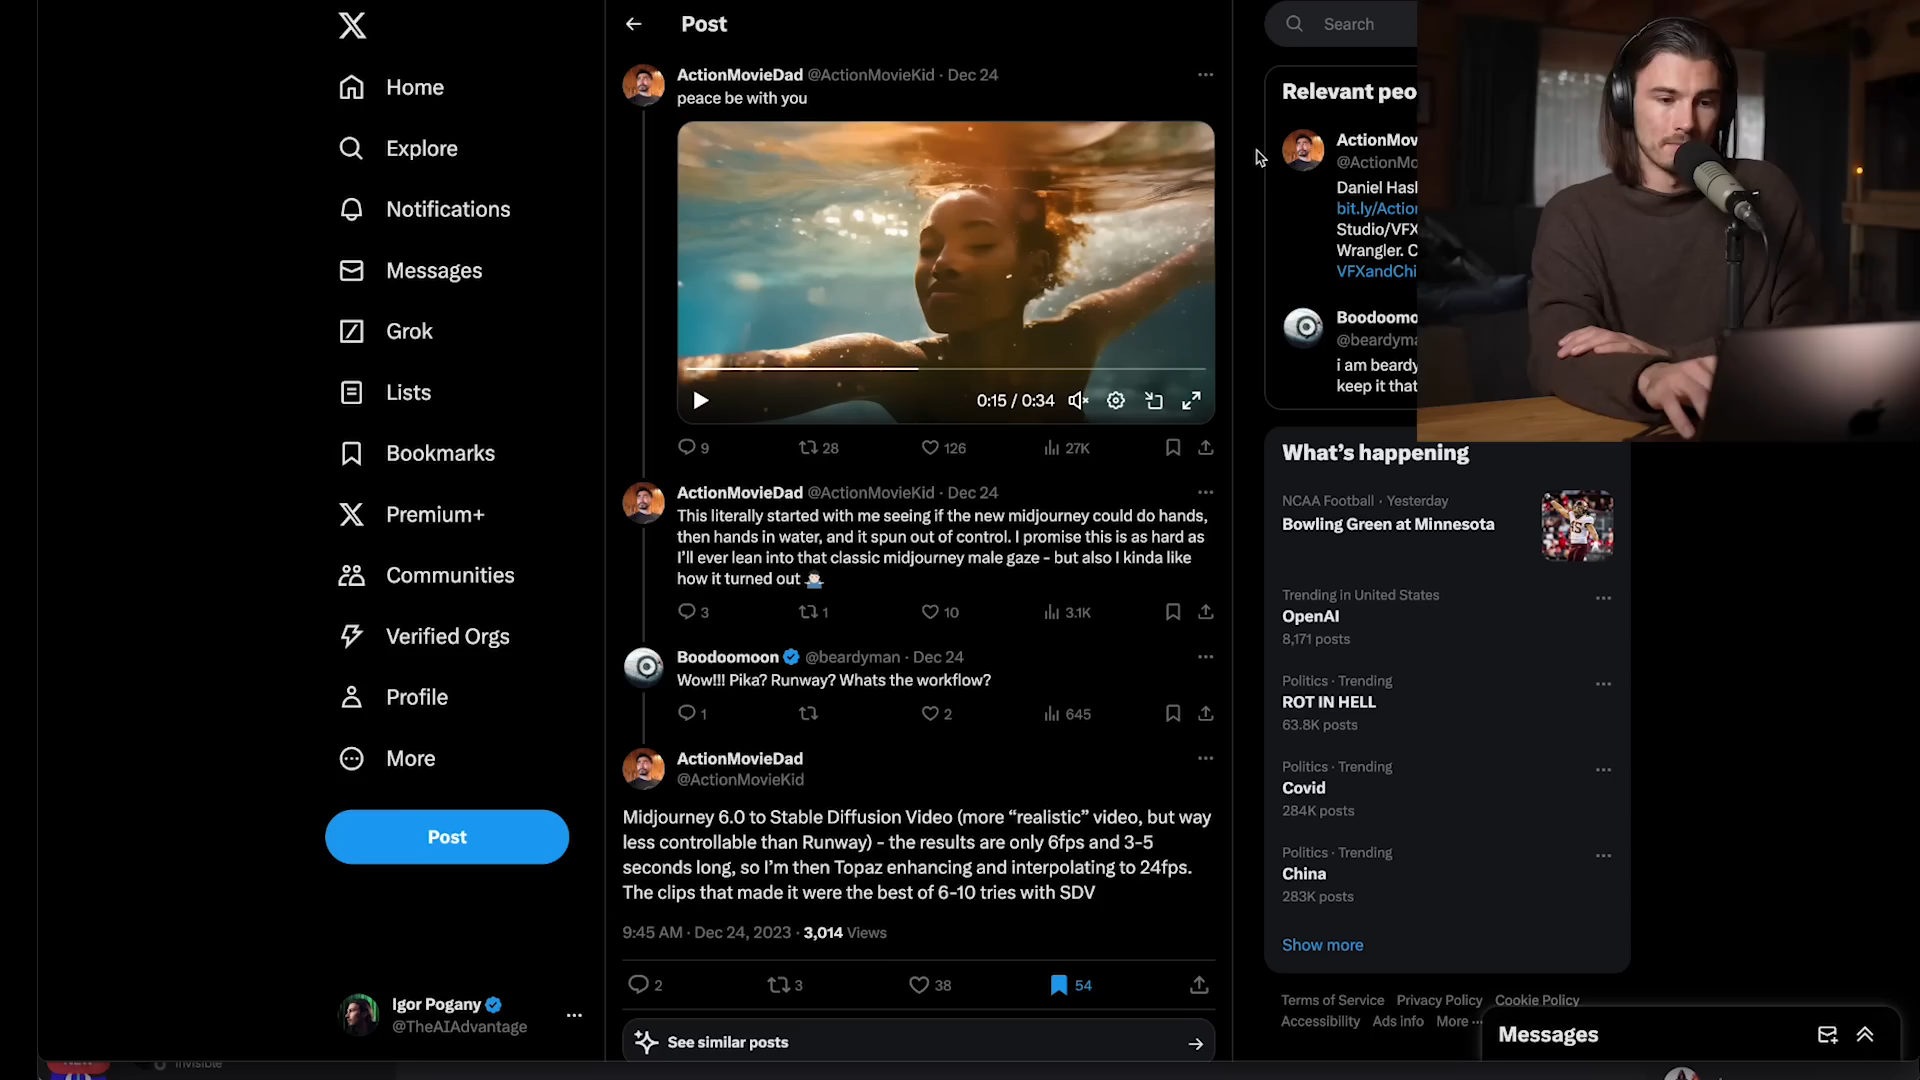 Home
Explore
Notifications
Messages
Grok
Lists
Bookmarks
Premium+
Communities
Verified Orgs
Profile
More
Post
Igor Pogany
@TheAIAdvantage
Post
ActionMovieDad @ActionMovieKid · Dec 24
peace be with you
0:15 / 0:34
9 28 126 27K
ActionMovieDad @ActionMovieKid · Dec 24
This literally started with me seeing if the new midjourney could do hands,
then hands in water, and it spun out of control. I promise this is as hard as
I'll ever lean into that classic midjourney male gaze - but also I kinda like
how it turned out
3 1 10 3.1K
Boodoomoon @beardyman · Dec 24
Wow!!! Pika? Runway? Whats the workflow?
1 2 645
ActionMovieDad
@ActionMovieKid
Midjourney 6.0 to Stable Diffusion Video (more “realistic” video, but way
less controllable than Runway) - the results are only 6fps and 3-5
seconds long, so I’m then Topaz enhancing and interpolating to 24fps.
The clips that made it were the best of 6-10 tries with SDV
9:45 AM · Dec 24, 2023 · 3,014 Views
2 3 38 54
See similar posts
Search
Relevant peo
ActionMov
@ActionMo
Daniel Hasl
bit.ly/Action
Studio/VFX
Wrangler. C
VFXandChi
Boodoomo
@beardyma
i am beardy
keep it that
What’s happening
NCAA Football · Yesterday
Bowling Green at Minnesota
Trending in United States
OpenAI
8,171 posts
Politics · Trending
ROT IN HELL
63.8K posts
Politics · Trending
Covid
284K posts
Politics · Trending
China
283K posts
Show more
Terms of Service Privacy Policy Cookie Policy
Accessibility Ads info More ···
Messages